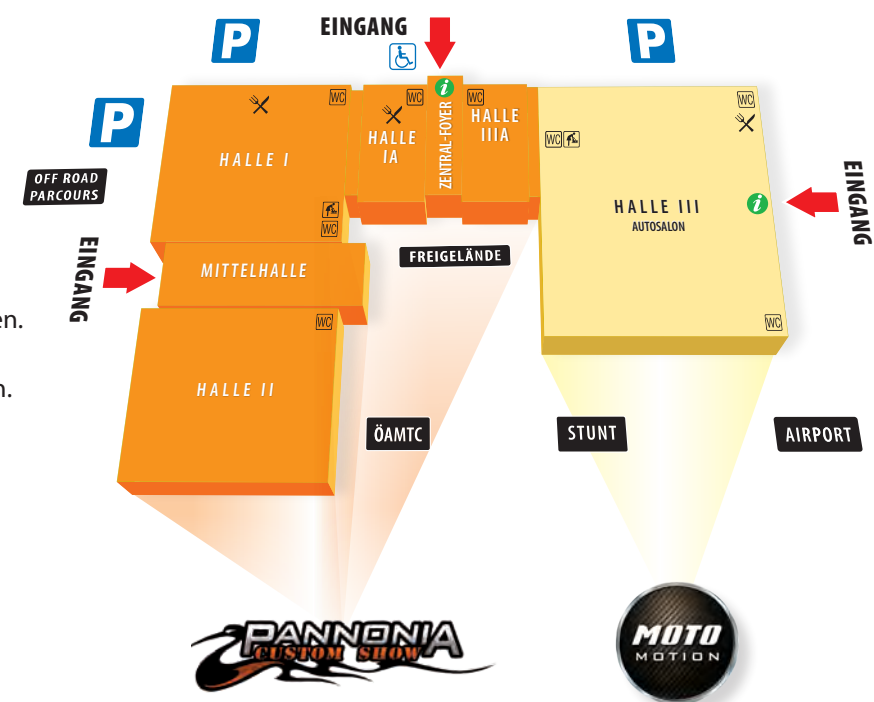 EINGANG
P
P
P
WC
WC
i
WC
WC
HALLE I
HALLE
IA
ZENTRAL-FOYER
HALLE
IIIA
WC
OFF ROAD
PARCOURS
HALLE III
AUTOSALON
i
EINGANG
WC
FREIGELÄNDE
EINGANG
MITTELHALLE
en.
WC
WC
n.
HALLE II
ÖAMTC
STUNT
AIRPORT
PANNONIA
CUSTOM SHOW
MOTO
MOTION